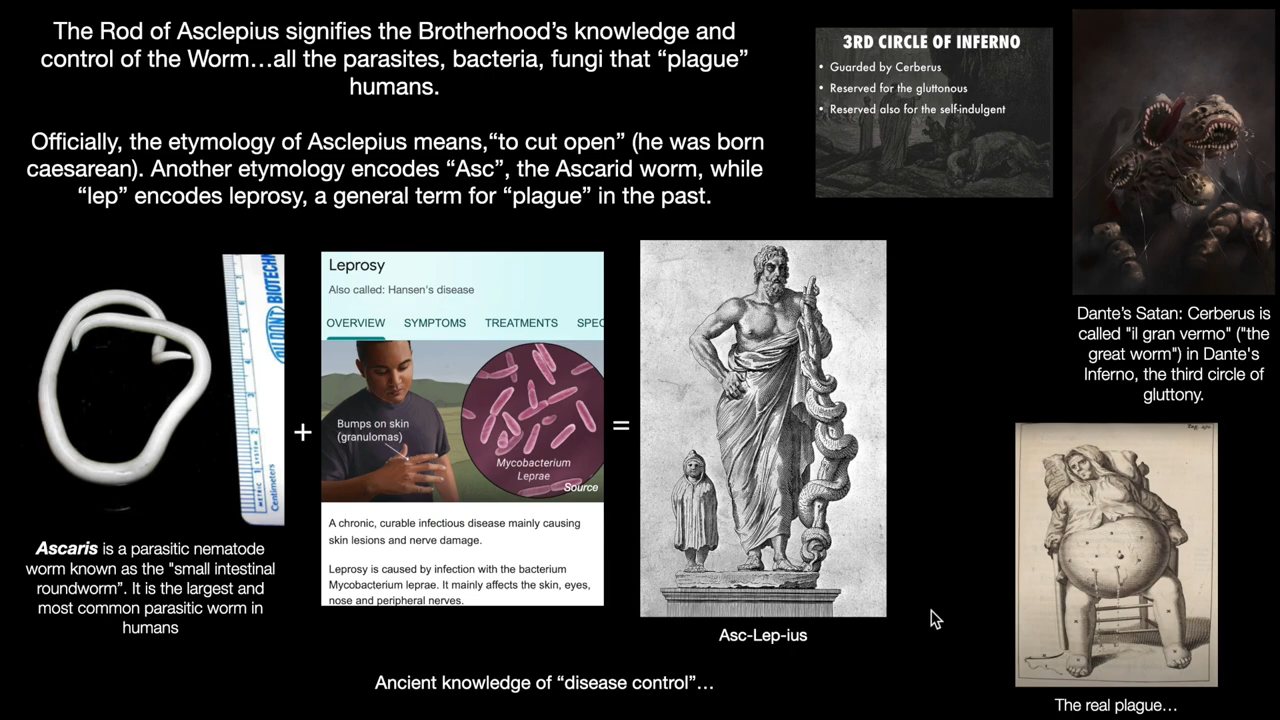 The Rod of Asclepius signifies the Brotherhood's knowledge and
control of the Worm…all the parasites, bacteria, fungi that “plague”
humans.
Officially, the etymology of Asclepius means,“to cut open” (he was born
caesarean). Another etymology encodes “Asc”, the Ascarid worm, while
“lep” encodes leprosy, a general term for “plague” in the past.
3RD CIRCLE OF INFERNO
• Guarded by Cerberus
• Reserved for the gluttonous
• Reserved also for the self-indulgent
Dante's Satan: Cerberus is
called "il gran vermo" ("the
great worm") in Dante's
Inferno, the third circle of
gluttony.
METRIC 1 SYSTEM 2
Centimeters
+
Leprosy
Also called: Hansen's disease
OVERVIEW SYMPTOMS TREATMENTS SPEC
Bumps on skin
(granulomas)
Mycobacterium
Leprae
Source
A chronic, curable infectious disease mainly causing
skin lesions and nerve damage.
Leprosy is caused by infection with the bacterium
Mycobacterium leprae. It mainly affects the skin, eyes,
nose and peripheral nerves.
=
Asc-Lep-ius
Ascaris is a parasitic nematode
worm known as the "small intestinal
roundworm”. It is the largest and
most common parasitic worm in
humans
Ancient knowledge of “disease control”…
The real plague…